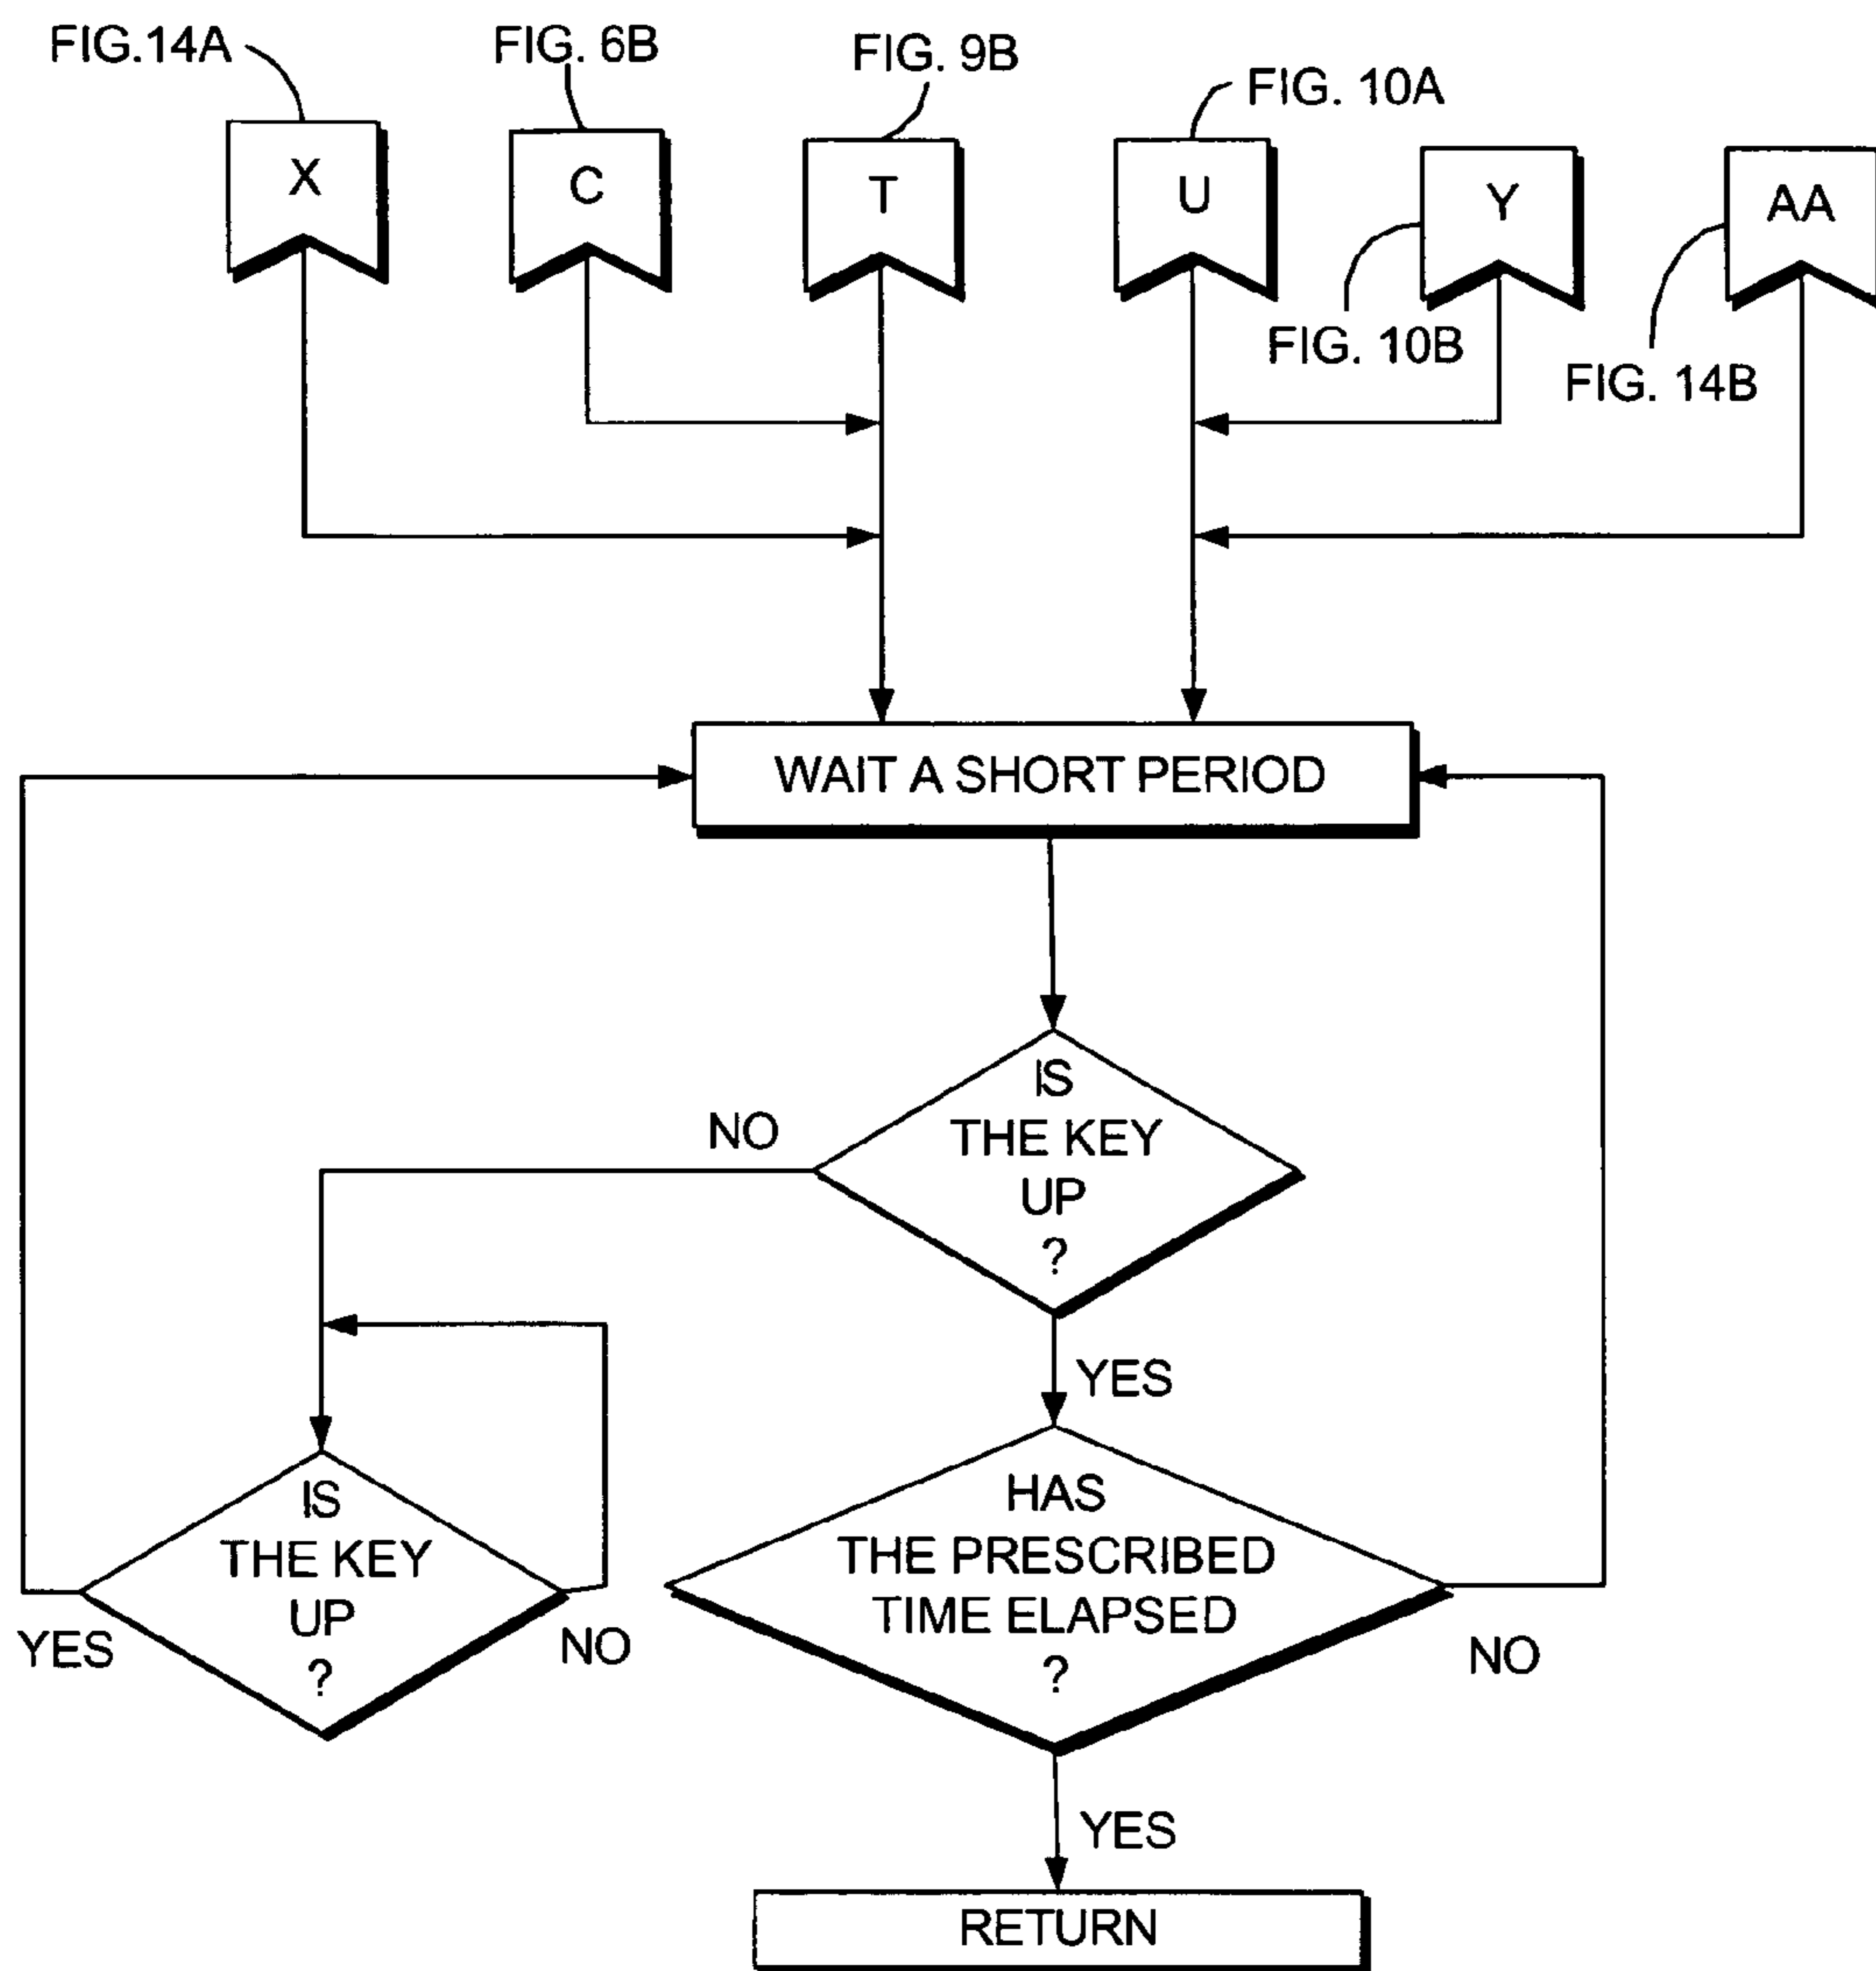 FIG.14A
FIG. 6B
FIG. 9B
FIG. 10A
X
C
T
U
Y
AA
FIG. 10B
FIG. 14B
WAIT A SHORT PERIOD
IS
THE KEY
UP
?
NO
YES
IS
THE KEY
UP
?
YES
NO
HAS
THE PRESCRIBED
TIME ELAPSED
?
NO
YES
RETURN